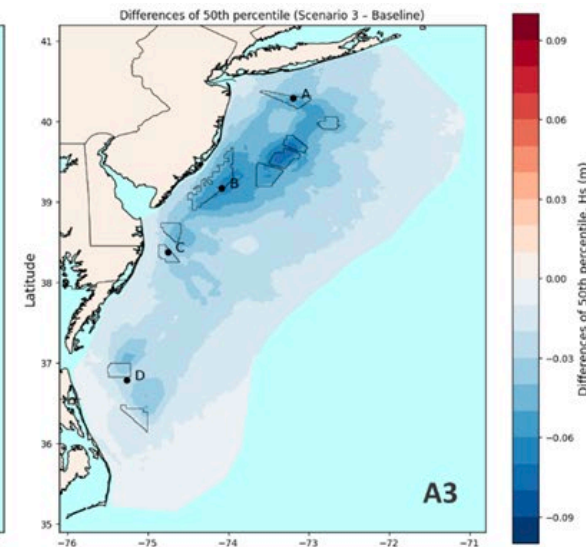 Differences of 50th percentile (Scenario 3 – Baseline)
41
40
39
38
37
36
35
Latitude
A
B
C
D
A3
−76
−75
−74
−73
−72
−71
0.09
0.06
0.03
0.00
−0.03
−0.06
−0.09
Differences of 50th percentile, Hs (m)